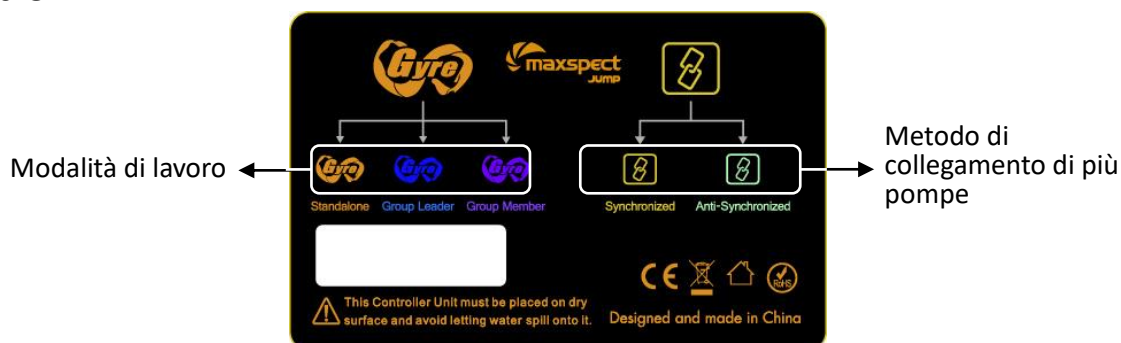 Gyre
maxspect
JUMP
Modalità di lavoro
Gyre Gyre Gyre
Standalone Group Leader Group Member
Synchronized Anti-Synchronized
Metodo di
collegamento di più
pompe
This Controller Unit must be placed on dry
surface and avoid letting water spill onto it.
CE RoHS
Designed and made in China